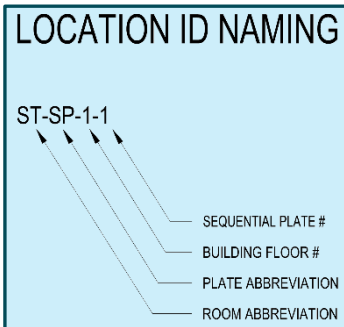 LOCATION ID NAMING
ST-SP-1-1
SEQUENTIAL PLATE #
BUILDING FLOOR #
PLATE ABBREVIATION
ROOM ABBREVIATION